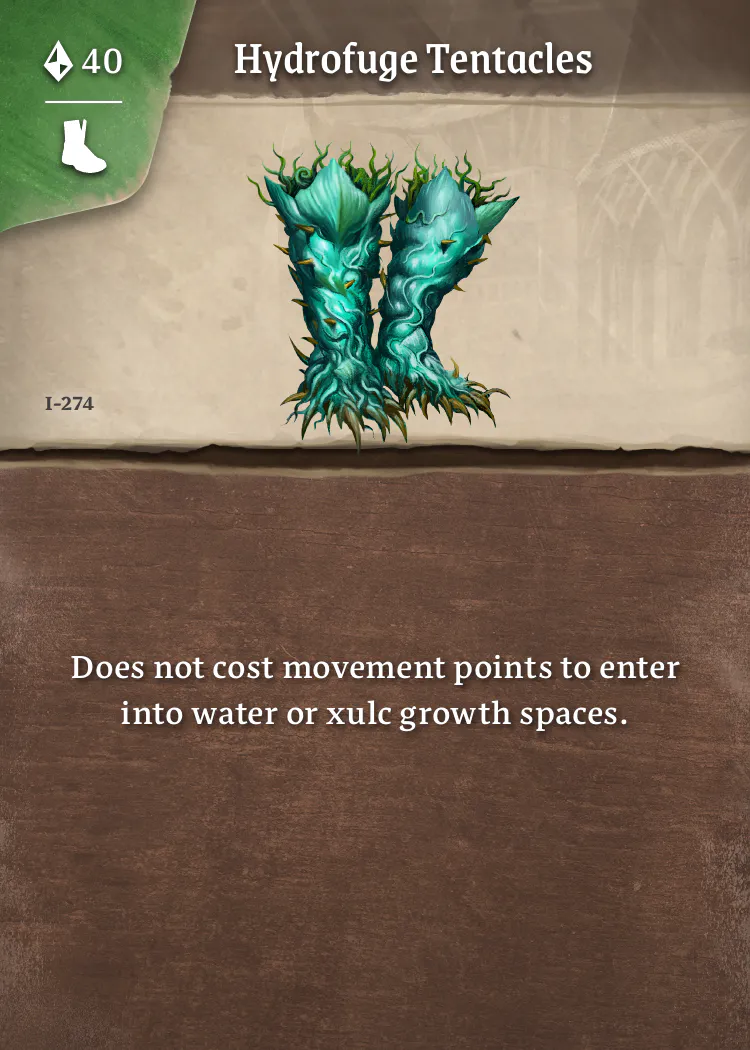 40
Hydrofuge Tentacles
I-274
Does not cost movement points to enter
into water or xulc growth spaces.